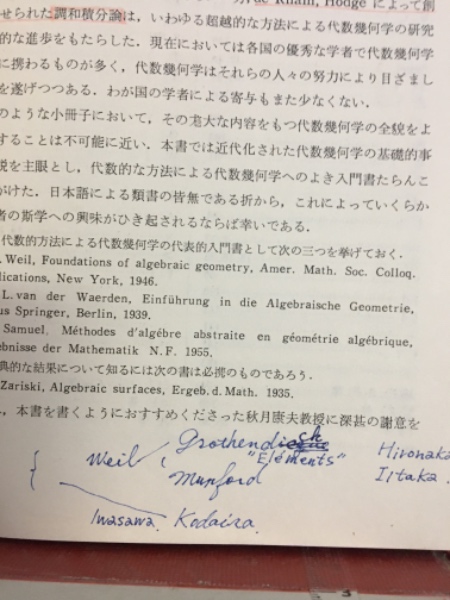 de Rham, Hodge によって創
せられた調和積分論は，いわゆる超越的な方法による代数幾何学の研究
的な進歩をもたらした．現在においては各国の優秀な学者で代数幾何学
に携わるものが多く，代数幾何学はそれらの人々の努力により目ざまし
を遂げつつある．わが国の学者による寄与もまた少なくない．
のような小冊子において，その尨大な内容をもつ代数幾何学の全貌をよ
することは不可能に近い．本書では近代化された代数幾何学の基礎的事
説を主眼とし，代数的な方法による代数幾何学へのよき入門書たらんこ
がけた．日本語による類書の皆無である折から，これによっていくらか
者の斯学への興味がひき起されるならば幸いである．
代数的方法による代数幾何学の代表的入門書として次の三つを挙げておく．
. Weil, Foundations of algebraic geometry, Amer. Math. Soc. Colloq.
lications, New York, 1946.
L. van der Waerden, Einführung in die Algebraische Geometrie,
us Springer, Berlin, 1939.
Samuel, Méthodes d'algébre abstraite en géométrie algébrique,
ebnisse der Mathematik N. F. 1955.
典的な結果について知るには次の書は必携のものであろう．
Zariski, Algebraic surfaces, Ergeb. d. Math. 1935.
，本書を書くようにおすすめくださった秋月康夫教授に深甚の謝意を
Weil Grothendieck Hironaka
"Eléments" Iitaka.
Mumford
Iwasawa. Kodaira.
3